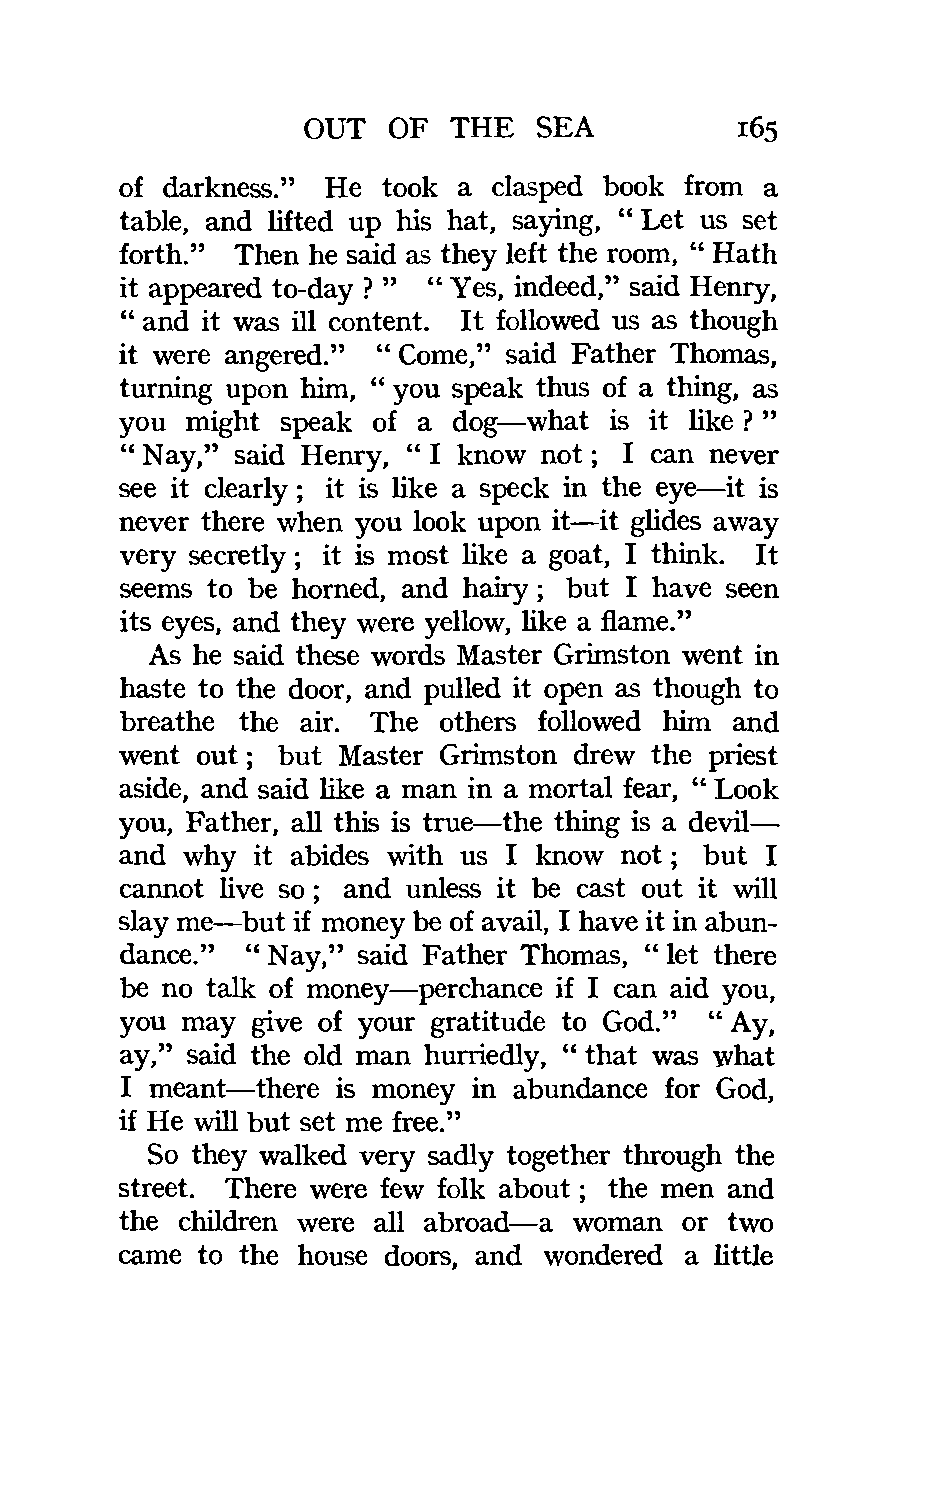 OUT OF THE SEA 165
of darkness.” He took a clasped book from a
table, and lifted up his hat, saying, “ Let us set
forth.” Then he said as they left the room, “ Hath
it appeared to-day ? ” “ Yes, indeed,” said Henry,
“ and it was ill content. It followed us as though
it were angered.” “ Come,” said Father Thomas,
turning upon him, “ you speak thus of a thing, as
you might speak of a dog—what is it like ? ”
“ Nay,” said Henry, “ I know not ; I can never
see it clearly ; it is like a speck in the eye—it is
never there when you look upon it—it glides away
very secretly ; it is most like a goat, I think. It
seems to be horned, and hairy ; but I have seen
its eyes, and they were yellow, like a flame.”
As he said these words Master Grimston went in
haste to the door, and pulled it open as though to
breathe the air. The others followed him and
went out ; but Master Grimston drew the priest
aside, and said like a man in a mortal fear, “ Look
you, Father, all this is true—the thing is a devil—
and why it abides with us I know not ; but I
cannot live so ; and unless it be cast out it will
slay me—but if money be of avail, I have it in abun-
dance.” “ Nay,” said Father Thomas, “ let there
be no talk of money—perchance if I can aid you,
you may give of your gratitude to God.” “ Ay,
ay,” said the old man hurriedly, “ that was what
I meant—there is money in abundance for God,
if He will but set me free.”
So they walked very sadly together through the
street. There were few folk about ; the men and
the children were all abroad—a woman or two
came to the house doors, and wondered a little